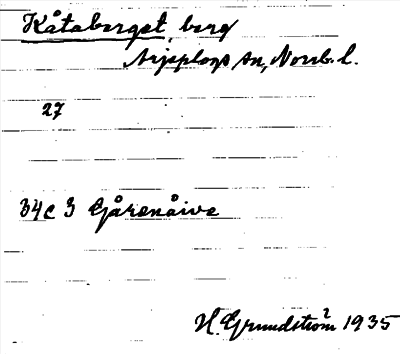 Kåtaberget, berg
Arjeplogs sn, Norrb. l.
27
34c 3 Gårenåive
H. Grundström 1935